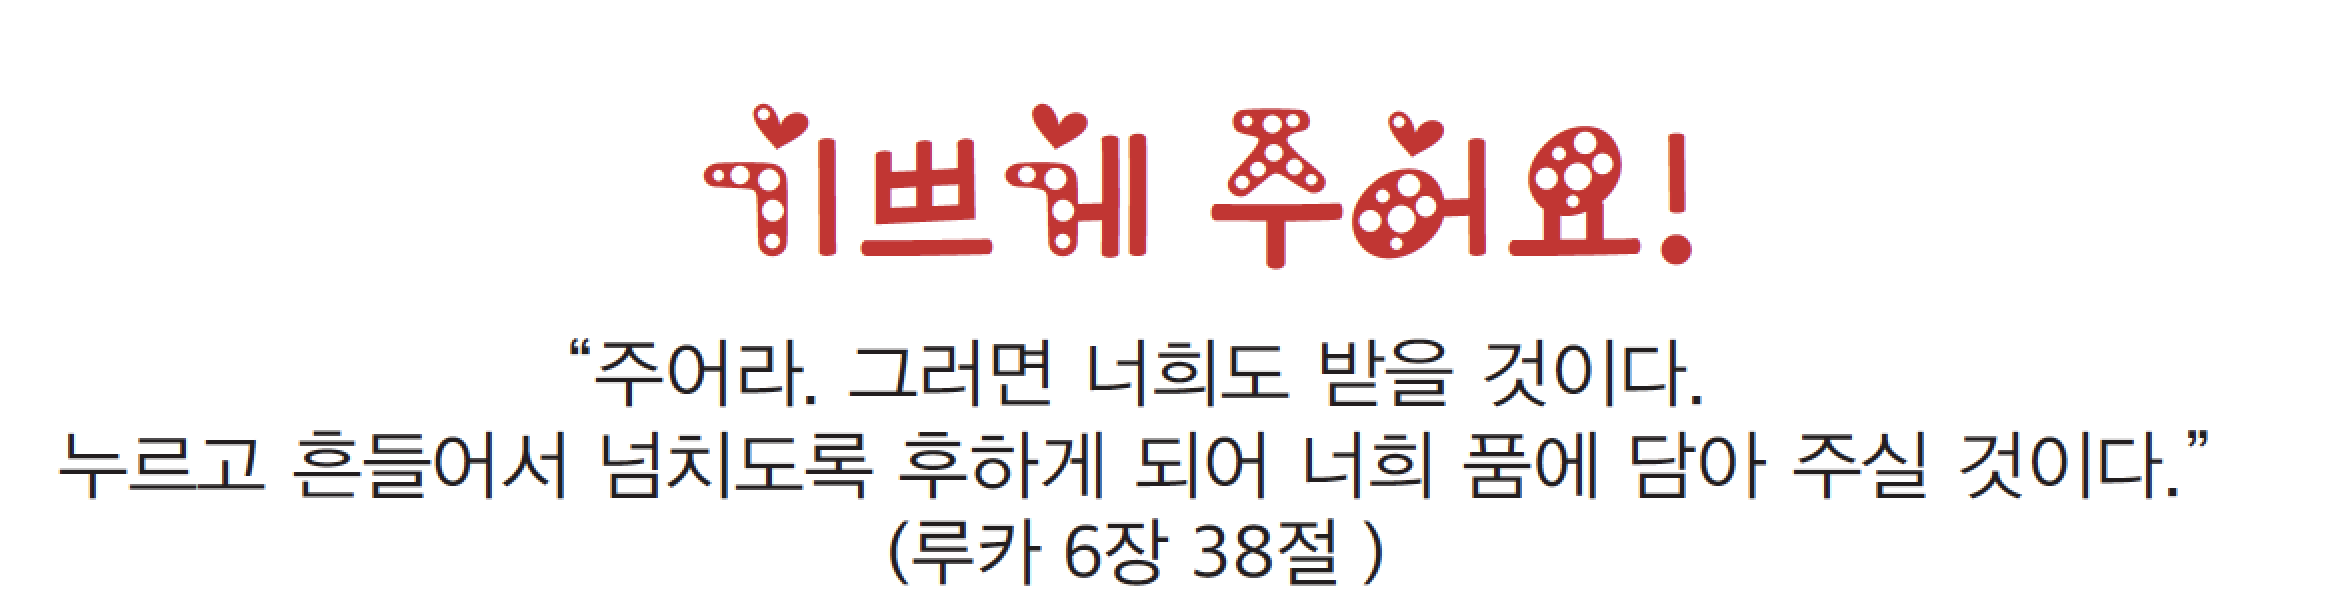 기쁘게 주어요!
“주어라. 그러면 너희도 받을 것이다.
누르고 흔들어서 넘치도록 후하게 되어 너희 품에 담아 주실 것이다.”
(루카 6장 38절 )